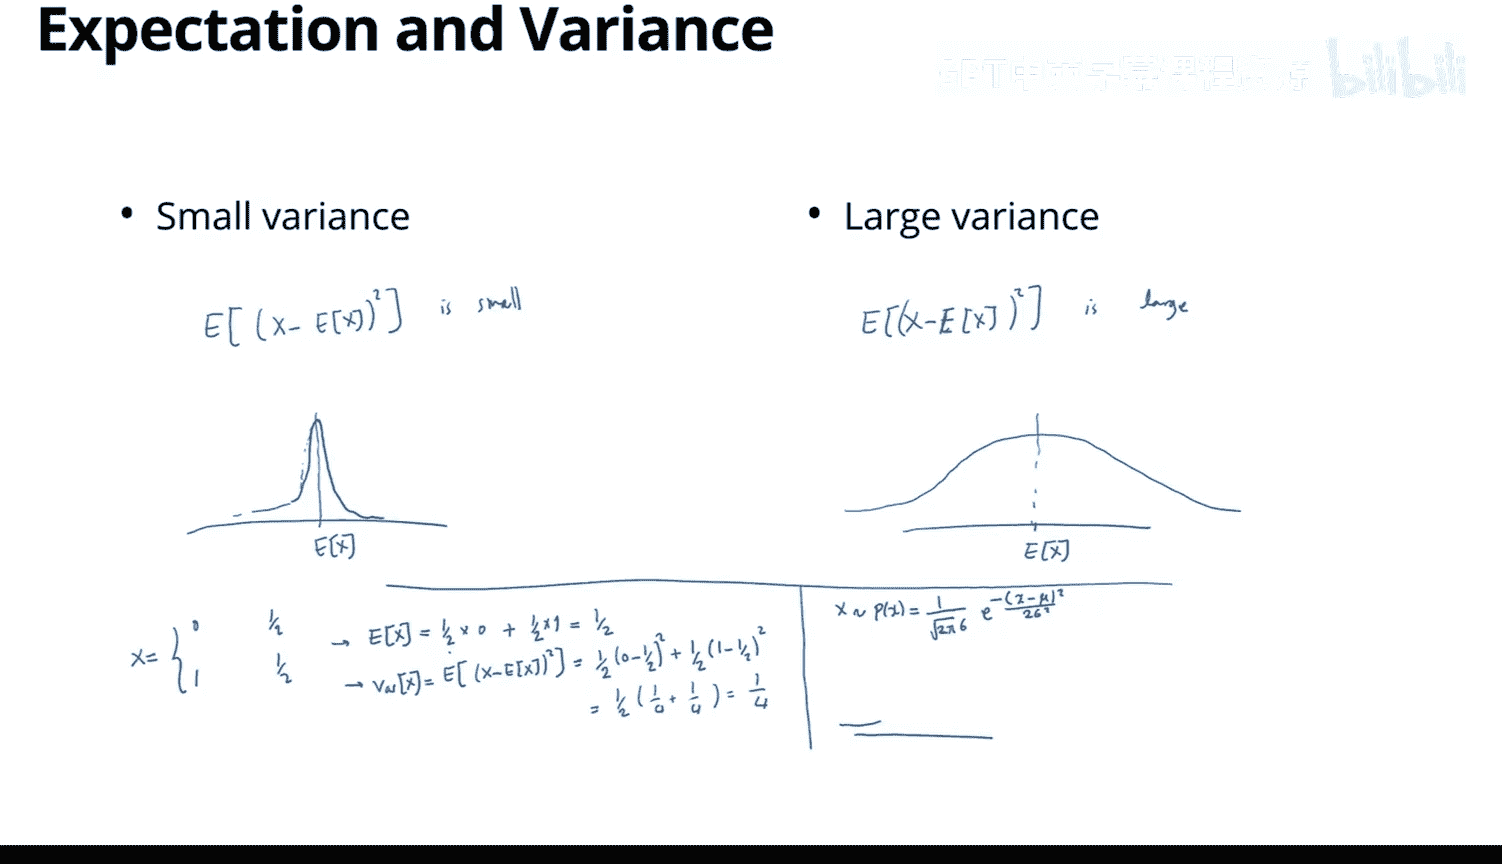 Expectation and Variance
bilibili
• Small variance
E[(X-E[X])²] is small
E[X]
• Large variance
E[(X-E[X])²] is large
E[X]
X= { 0 1/2
1 1/2
→ E[X] = 1/2 × 0 + 1/2 × 1 = 1/2
→ Var[X] = E[(X-E[X])²] = 1/2 (0-1/2)² + 1/2 (1-1/2)²
= 1/2 (1/4 + 1/4) = 1/4
X ~ P(x) = 1/√2π σ e^-(x-μ)²/2σ²